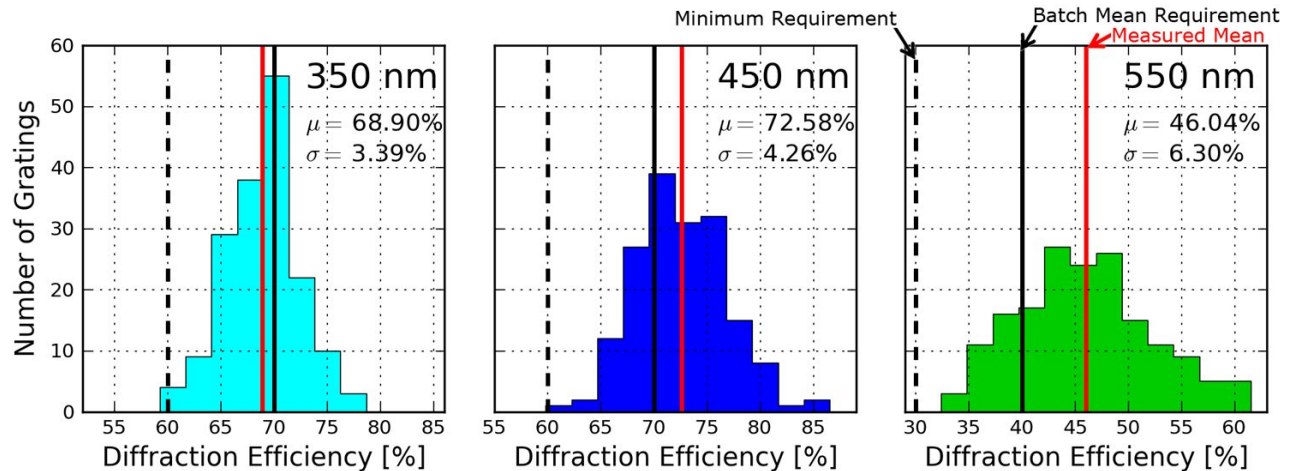 Minimum Requirement
Batch Mean Requirement
Measured Mean
350 nm
μ = 68.90%
σ = 3.39%
450 nm
μ = 72.58%
σ = 4.26%
550 nm
μ = 46.04%
σ = 6.30%
Number of Gratings
60
50
40
30
20
10
0
55 60 65 70 75 80 85
55 60 65 70 75 80 85
30 35 40 45 50 55 60
Diffraction Efficiency [%]
Diffraction Efficiency [%]
Diffraction Efficiency [%]